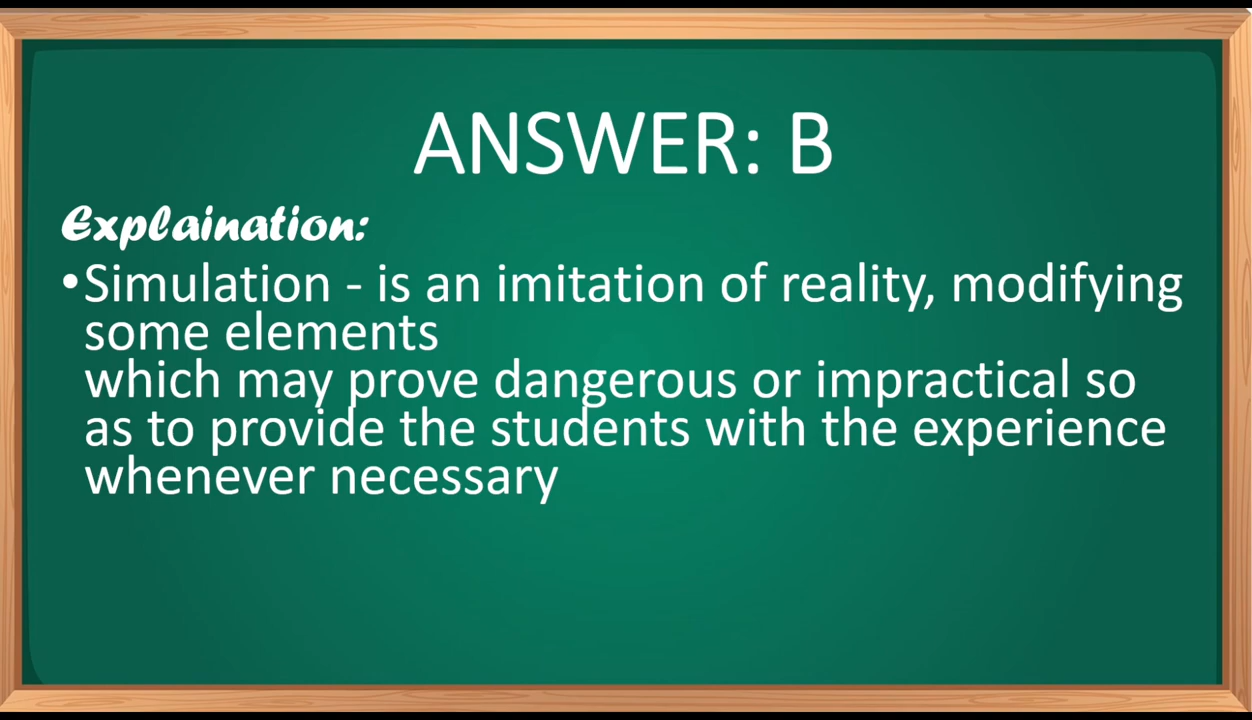 ANSWER: B
Explaination:
•Simulation - is an imitation of reality, modifying
some elements
which may prove dangerous or impractical so
as to provide the students with the experience
whenever necessary